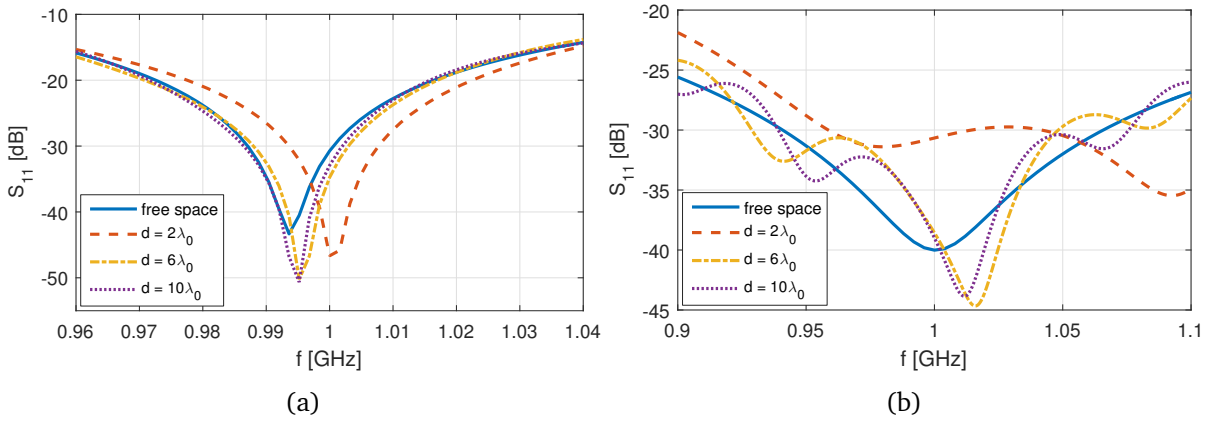 -10
-20
-30
-40
-50
S11 [dB]
free space
d = 2λ0
d = 6λ0
d = 10λ0
0.96 0.97 0.98 0.99 1 1.01 1.02 1.03 1.04
f [GHz]
(a)
-20
-25
-30
-35
-40
-45
S11 [dB]
free space
d = 2λ0
d = 6λ0
d = 10λ0
0.9 0.95 1 1.05 1.1
f [GHz]
(b)